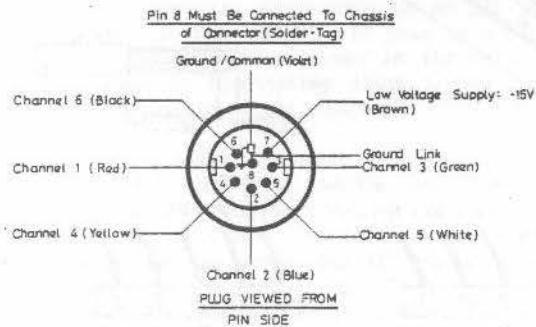 Pin 8 Must Be Connected To Chassis
of Connector (Solder-Tag)
Ground / Common (Violet)
Channel 6 (Black)
Low Voltage Supply: -15V
(Brown)
6
7
Ground Link
1
3
Channel 1 (Red)
Channel 3 (Green)
8
4
5
2
Channel 4 (Yellow)
Channel 5 (White)
Channel 2 (Blue)
PLUG VIEWED FROM
PIN SIDE